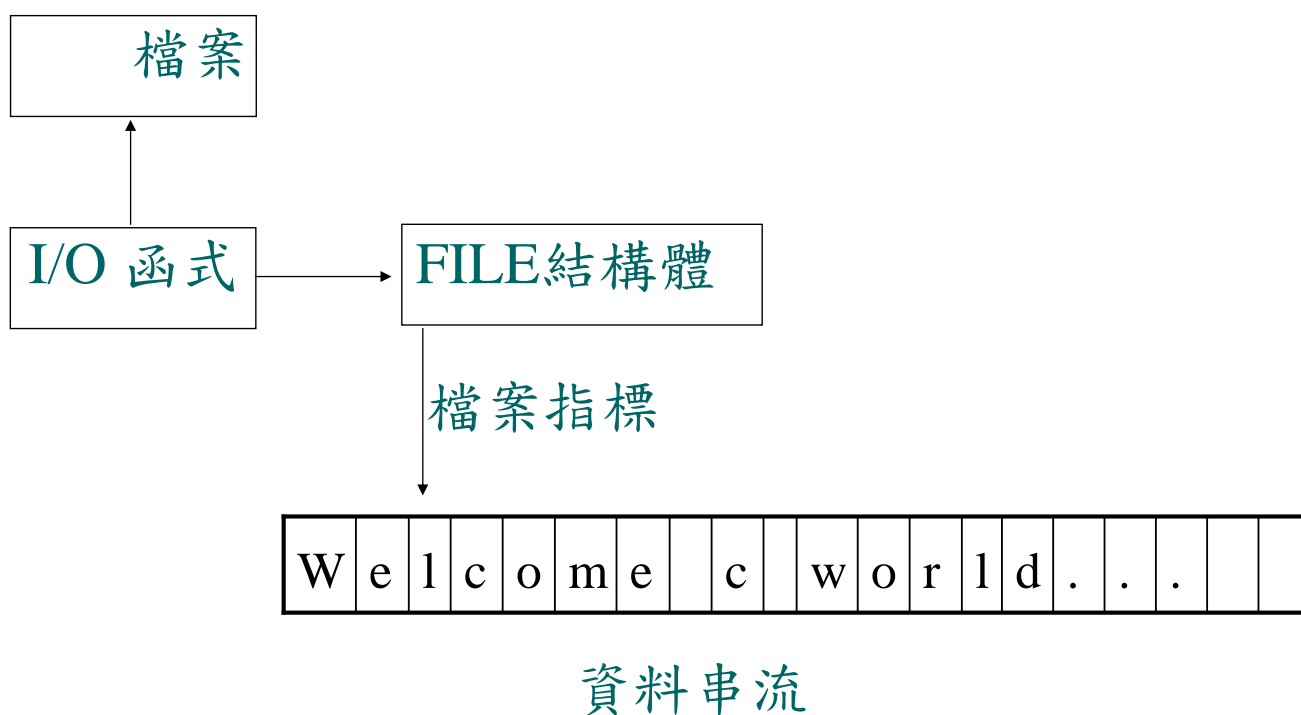 檔案
I/O 函式
FILE結構體
檔案指標
W e l c o m e c w o r l d . . .
資料串流